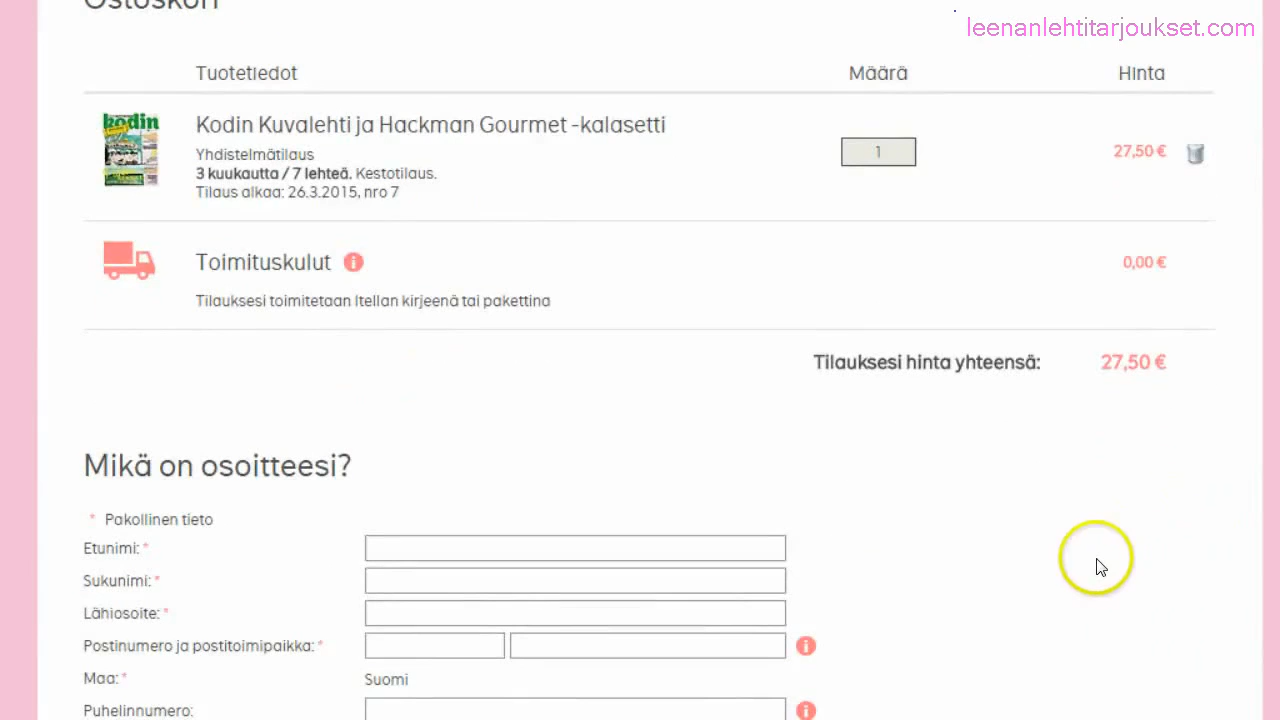 Ostoskori
leenanlehtitarjoukset.com
Tuotetiedot Määrä Hinta
kodin
Kodin Kuvalehti ja Hackman Gourmet -kalasetti
Yhdistelmätilaus
1 27,50 €
3 kuukautta / 7 lehteä. Kestotilaus.
Tilaus alkaa: 26.3.2015, nro 7
Toimituskulut i 0,00 €
Tilauksesi toimitetaan Itellan kirjeenä tai pakettina
Tilauksesi hinta yhteensä: 27,50 €
Mikä on osoitteesi?
* Pakollinen tieto
Etunimi: *
Sukunimi: *
Lähiosoite: *
Postinumero ja postitoimipaikka: * i
Maa: * Suomi
Puhelinnumero: i